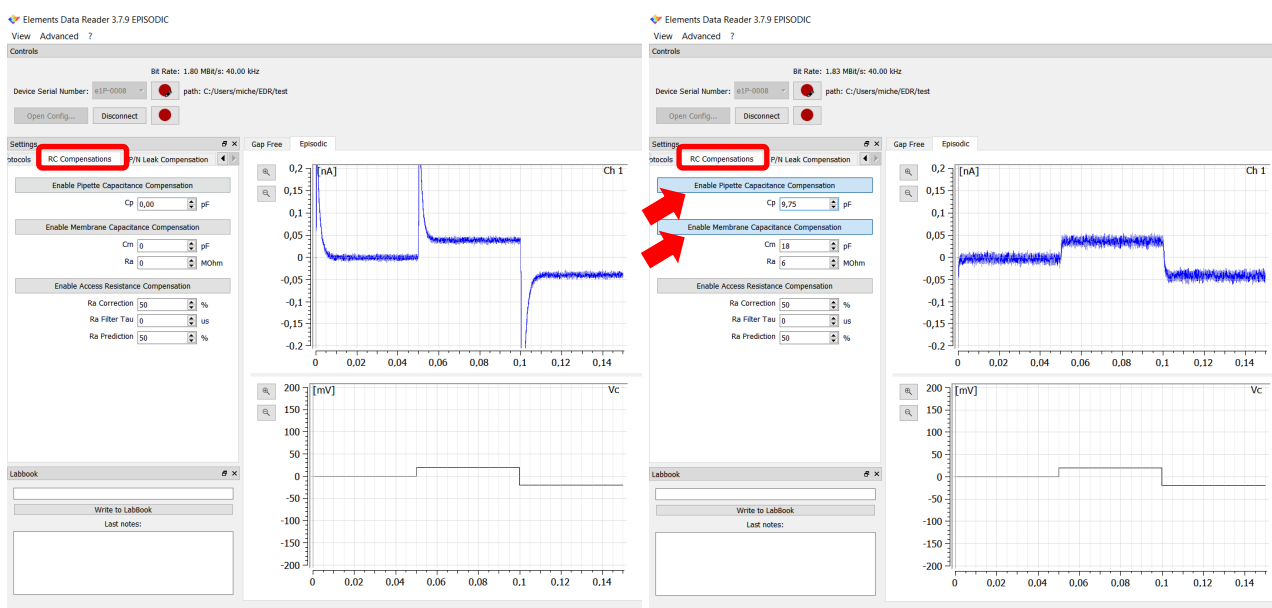 Elements Data Reader 3.7.9 EPISODIC
View Advanced ?
Controls
Bit Rate: 1.80 MBit/s: 40.00 kHz
Device Serial Number: e1P-0008 path: C:/Users/miche/EDR/test
Open Config... Disconnect
Settings
otocols RC Compensations P/N Leak Compensation
Enable Pipette Capacitance Compensation
Cp 0,00 pF
Enable Membrane Capacitance Compensation
Cm 0 pF
Ra 0 MOhm
Enable Access Resistance Compensation
Ra Correction 50 %
Ra Filter Tau 0 us
Ra Prediction 50 %
Gap Free Episodic
[nA] Ch 1
0,2
0,15
0,1
0,05
0
-0,05
-0,1
-0,15
-0.2
0 0,02 0,04 0,06 0,08 0,1 0,12 0,14
[mV] Vc
200
150
100
50
0
-50
-100
-150
-200
0 0,02 0,04 0,06 0,08 0,1 0,12 0,14
Labbook
Write to LabBook
Last notes:
Elements Data Reader 3.7.9 EPISODIC
View Advanced ?
Controls
Bit Rate: 1.83 MBit/s: 40.00 kHz
Device Serial Number: e1P-0008 path: C:/Users/miche/EDR/test
Open Config... Disconnect
Settings
otocols RC Compensations P/N Leak Compensation
Enable Pipette Capacitance Compensation
Cp 9,75 pF
Enable Membrane Capacitance Compensation
Cm 18 pF
Ra 6 MOhm
Enable Access Resistance Compensation
Ra Correction 50 %
Ra Filter Tau 0 us
Ra Prediction 50 %
Gap Free Episodic
[nA] Ch 1
0,2
0,15
0,1
0,05
0
-0,05
-0,1
-0,15
-0.2
0 0,02 0,04 0,06 0,08 0,1 0,12 0,14
[mV] Vc
200
150
100
50
0
-50
-100
-150
-200
0 0,02 0,04 0,06 0,08 0,1 0,12 0,14
Labbook
Write to LabBook
Last notes: